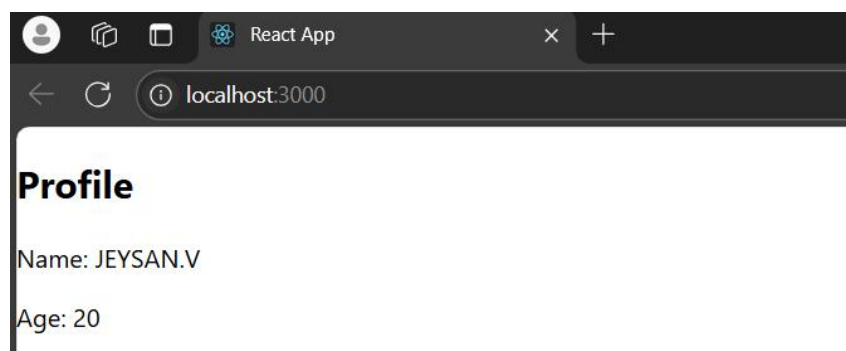 React App
localhost:3000
Profile
Name: JEYSAN.V
Age: 20